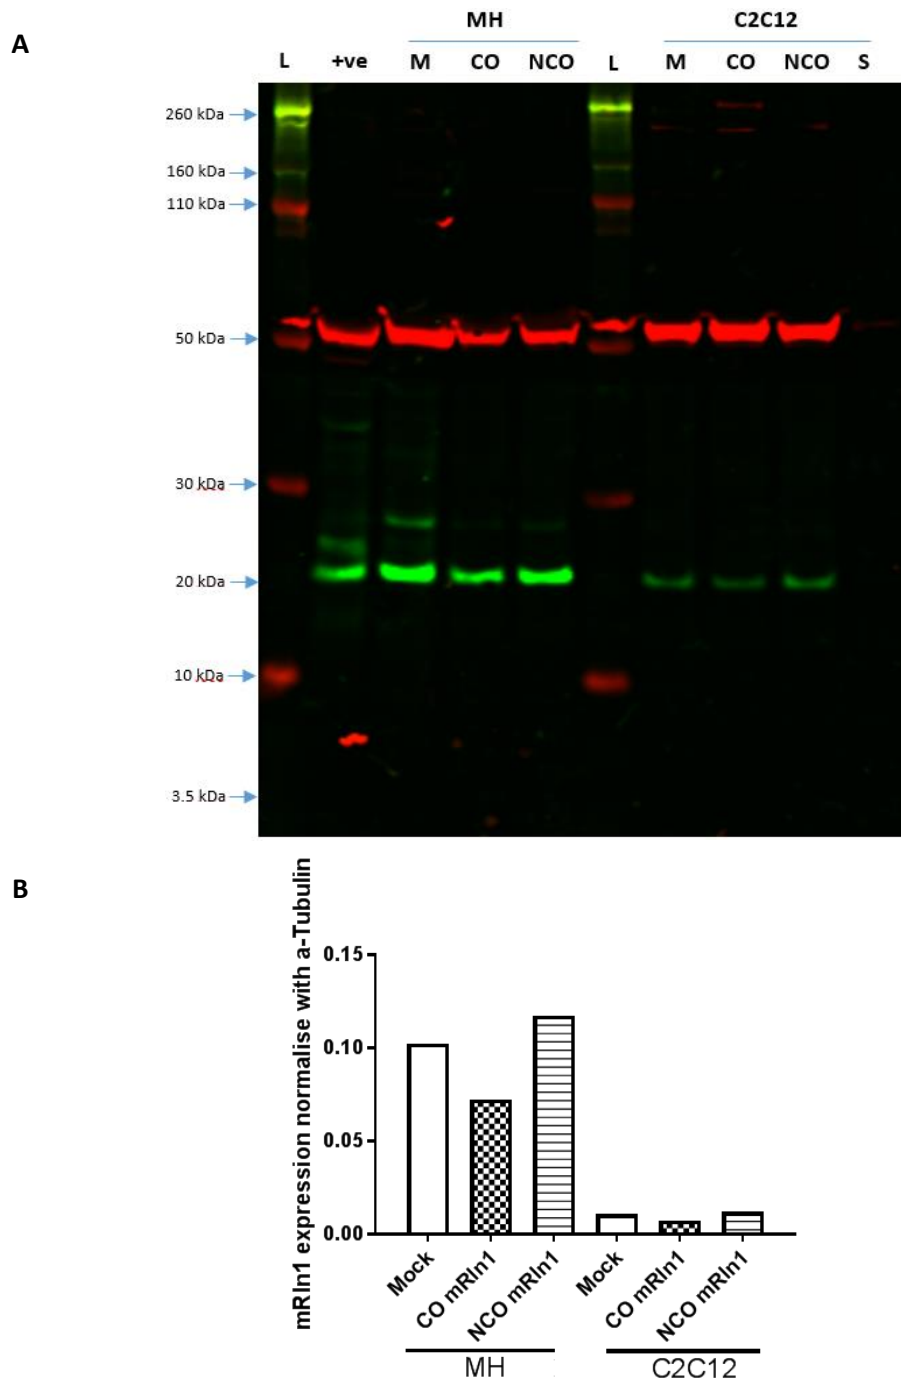 A
MH
C2C12
L +ve M CO NCO L M CO NCO S
260 kDa
160 kDa
110 kDa
50 kDa
30 kDa
20 kDa
10 kDa
3.5 kDa
B
mRln1 expression normalise with a-Tubulin
0.15
0.10
0.05
0.00
Mock
CO mRln1
NCO mRln1
Mock
CO mRln1
NCO mRln1
MH
C2C12